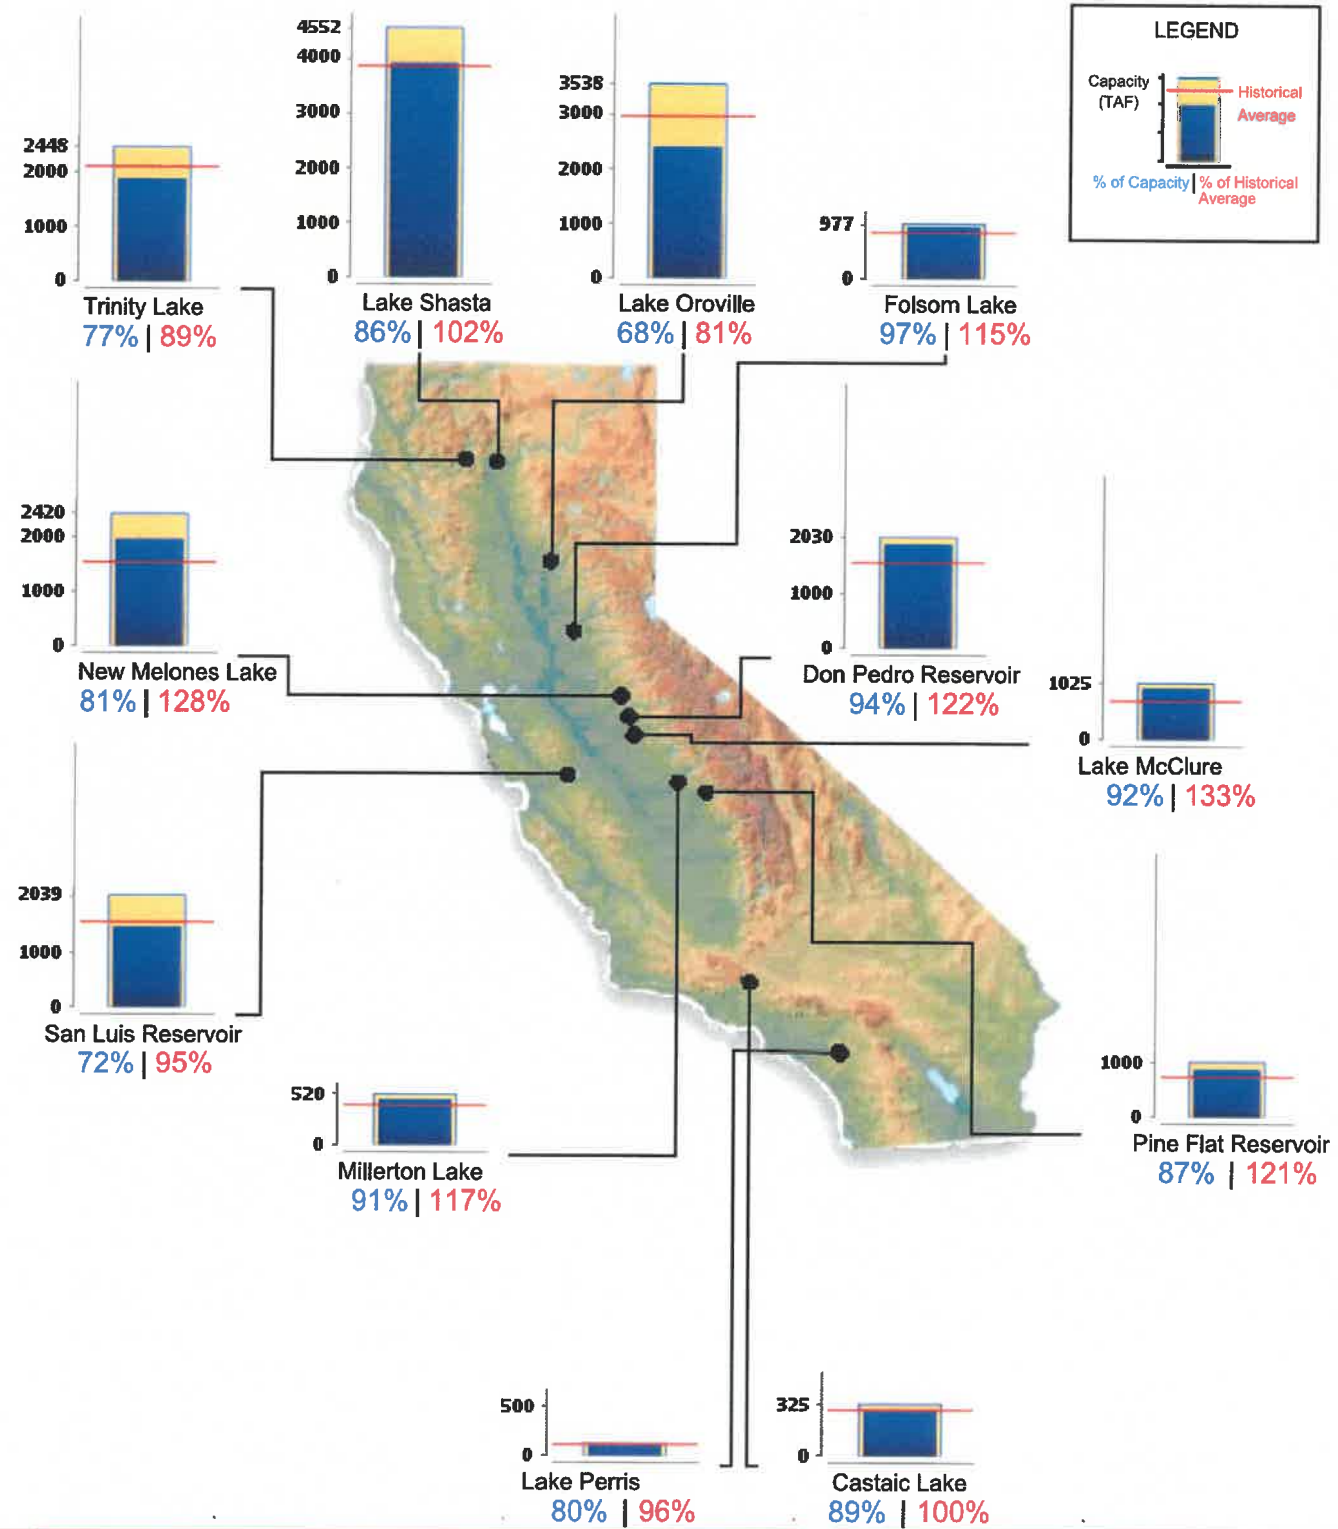 LEGEND
Capacity
(TAF)
Historical
Average
% of Capacity | % of Historical
Average
2448
2000
1000
0
Trinity Lake
77% | 89%
4552
4000
3000
2000
1000
0
Lake Shasta
86% | 102%
3538
3000
2000
1000
0
Lake Oroville
68% | 81%
977
0
Folsom Lake
97% | 115%
2420
2000
1000
0
New Melones Lake
81% | 128%
2030
1000
0
Don Pedro Reservoir
94% | 122%
1025
0
Lake McClure
92% | 133%
2039
1000
0
San Luis Reservoir
72% | 95%
520
0
Millerton Lake
91% | 117%
1000
0
Pine Flat Reservoir
87% | 121%
500
0
Lake Perris
80% | 96%
325
0
Castaic Lake
89% | 100%